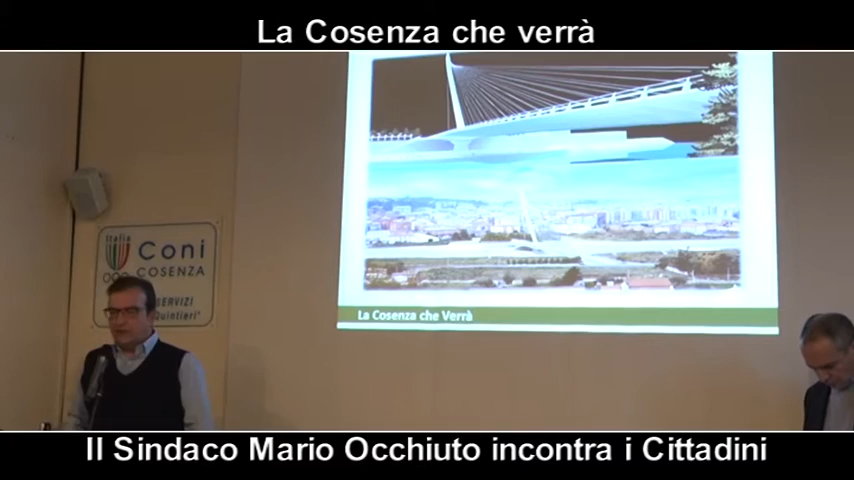 La Cosenza che verrà
Italia
Coni
COSENZA
SERVIZI
Quintieri"
La Cosenza che Verrà
Il Sindaco Mario Occhiuto incontra i Cittadini